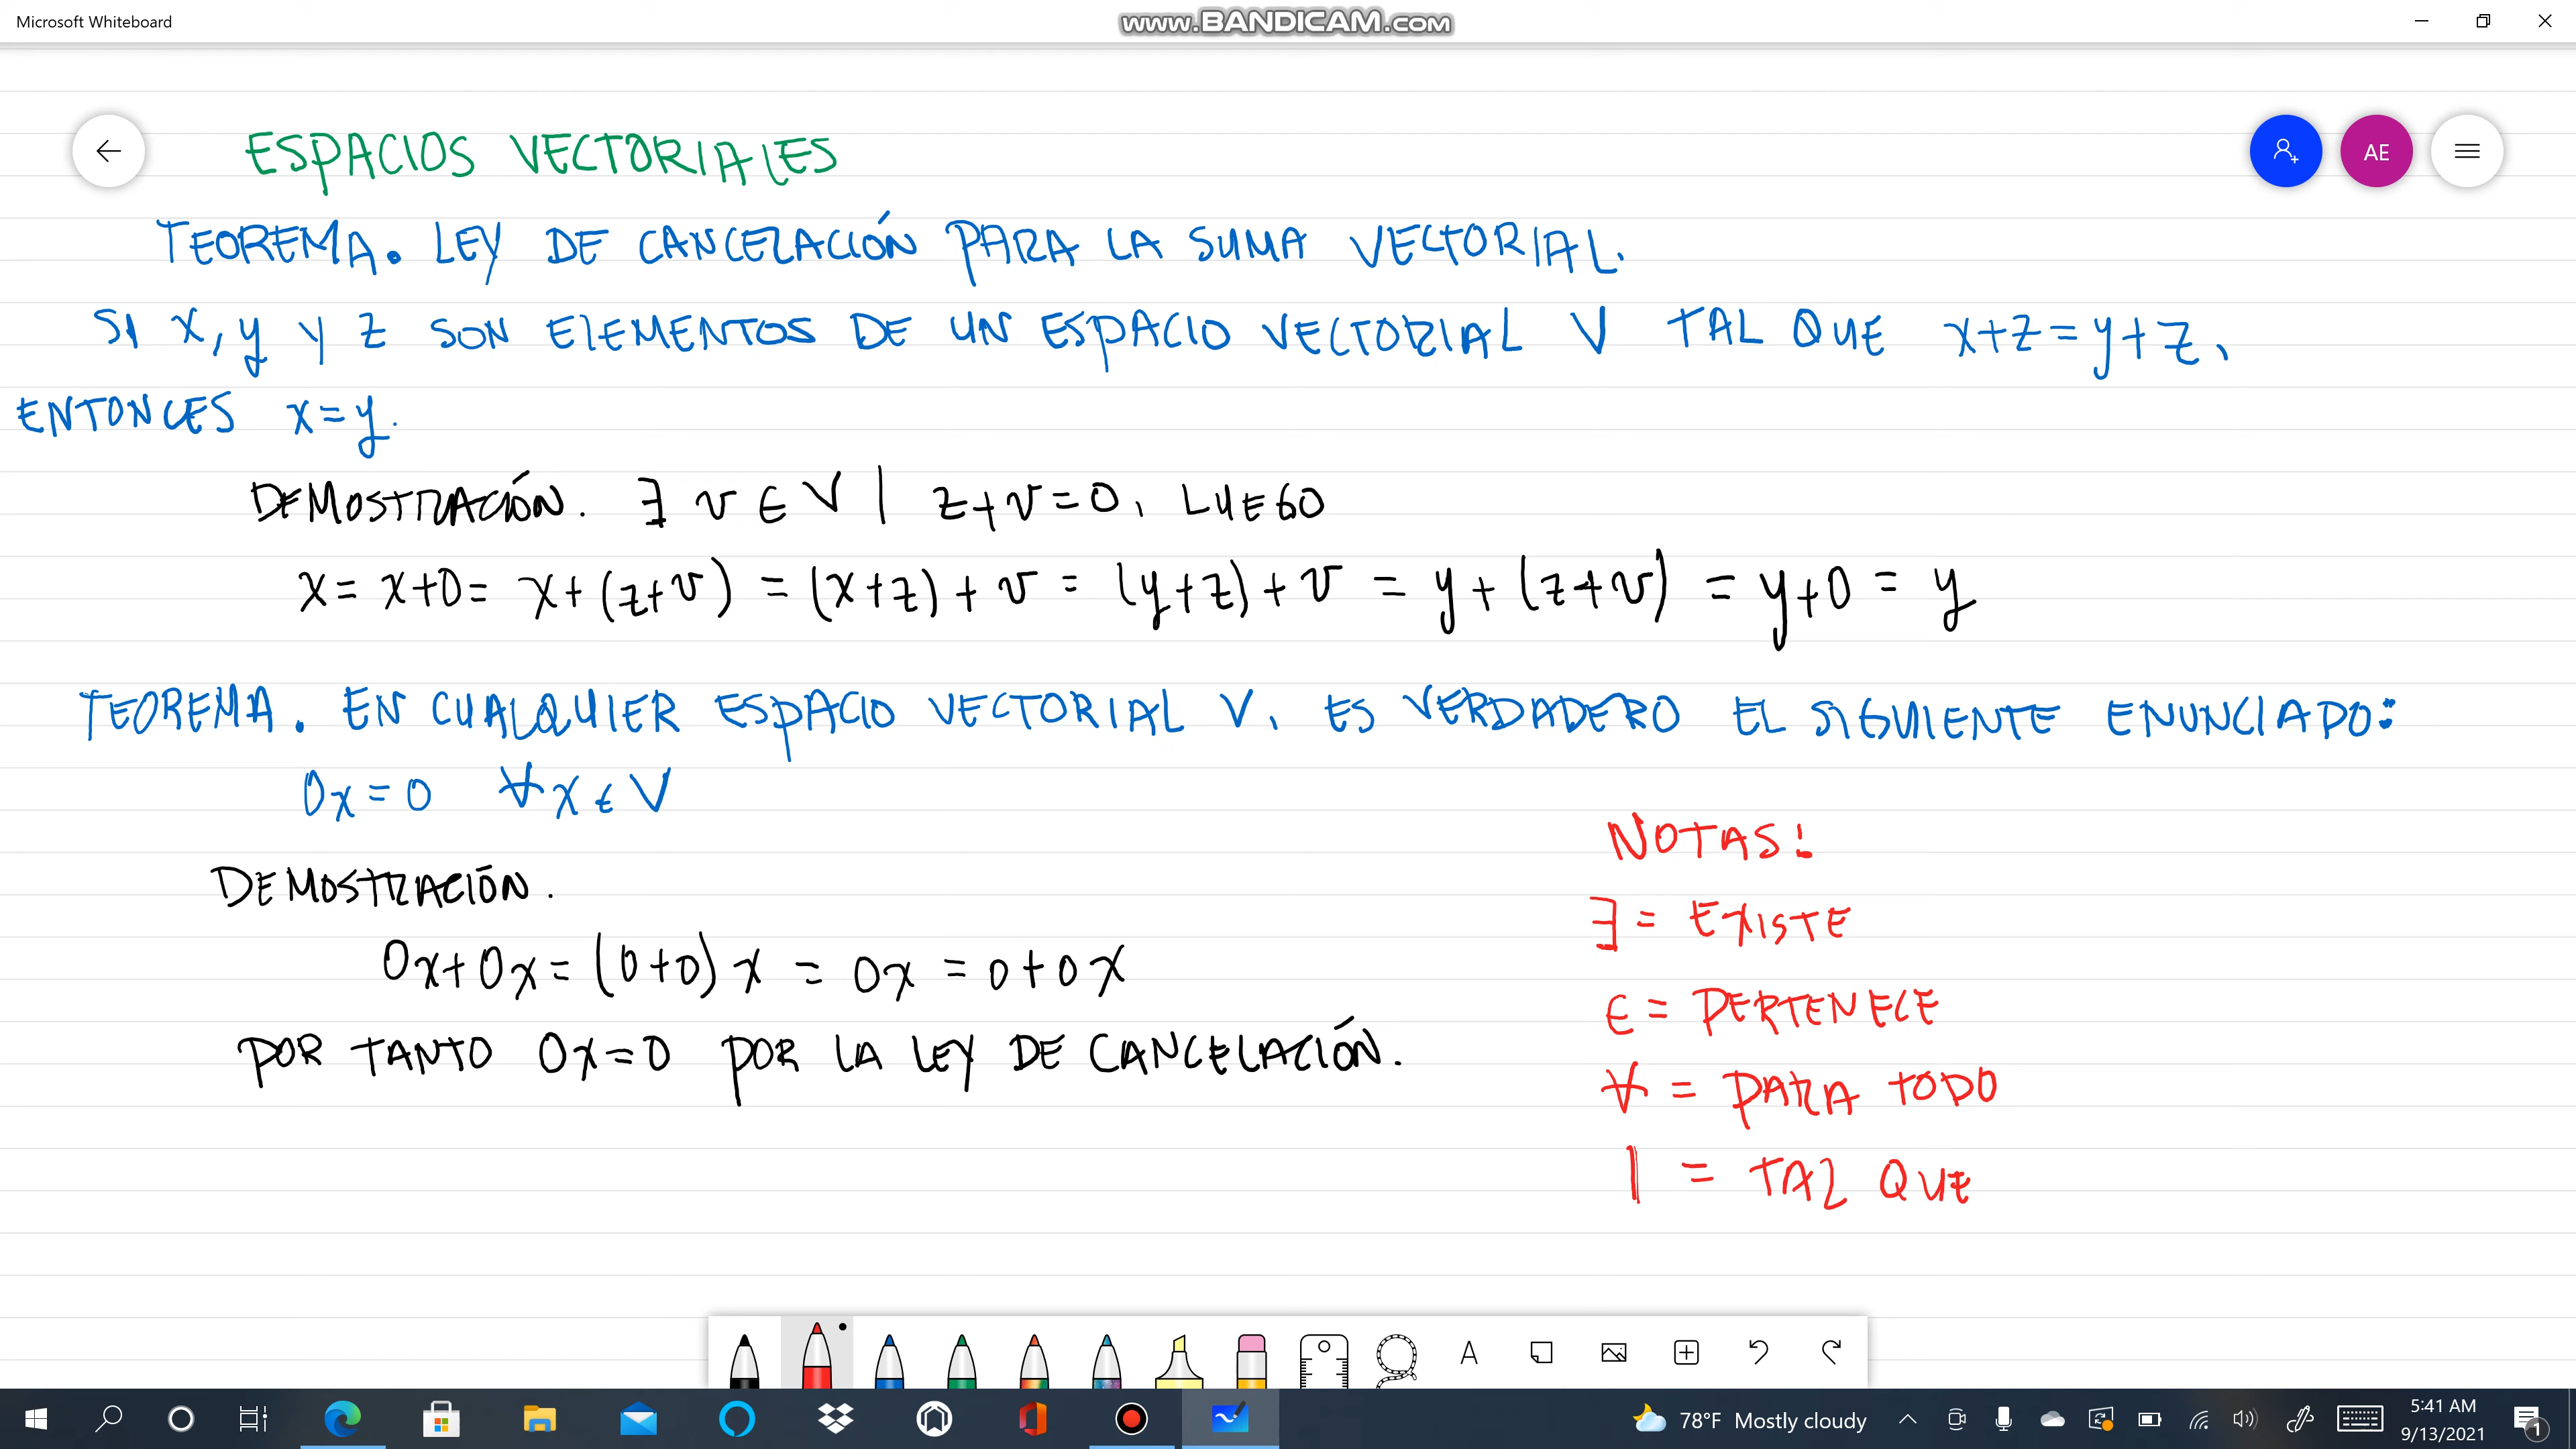 Microsoft Whiteboard
www.BANDICAM.com
AE
ESPACIOS VECTORIALES
TEOREMA. LEY DE CANCELACIÓN PARA LA SUMA VECTORIAL.
SI x, y y z SON ELEMENTOS DE UN ESPACIO VECTORIAL V TAL QUE x+z=y+z,
ENTONCES x=y.
DEMOSTRACIÓN. ∃ v ∈ V | z+v=0, LUEGO
x = x+0 = x+(z+v) = (x+z)+v = (y+z)+v = y+(z+v) = y+0 = y
TEOREMA. EN CUALQUIER ESPACIO VECTORIAL V, ES VERDADERO EL SIGUIENTE ENUNCIADO:
0x=0 ∀x∈V
DEMOSTRACIÓN.
0x+0x=(0+0)x = 0x = 0+0x
POR TANTO 0x=0 POR LA LEY DE CANCELACIÓN.
NOTAS:
∃ = EXISTE
∈ = PERTENECE
∀ = PARA TODO
| = TAL QUE
A
78°F Mostly cloudy
5:41 AM
9/13/2021
1